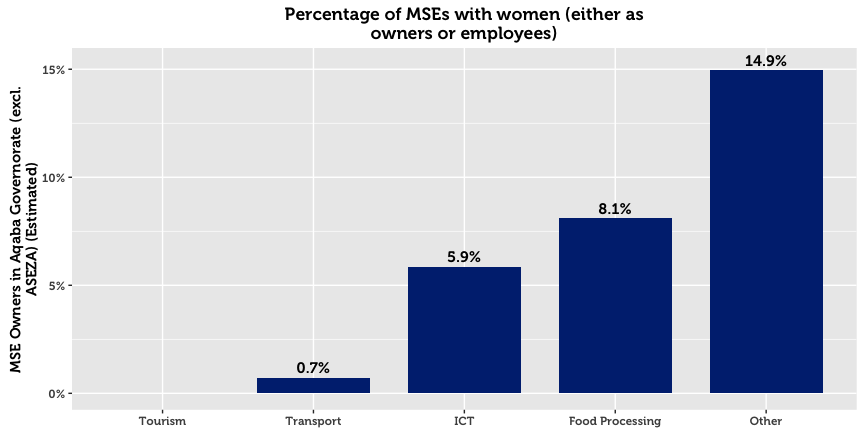 Percentage of MSEs with women (either as
owners or employees)
MSE Owners in Aqaba Governorate (excl.
ASEZA) (Estimated)
15%
10%
5%
0%
0.7%
5.9%
8.1%
14.9%
Tourism
Transport
ICT
Food Processing
Other